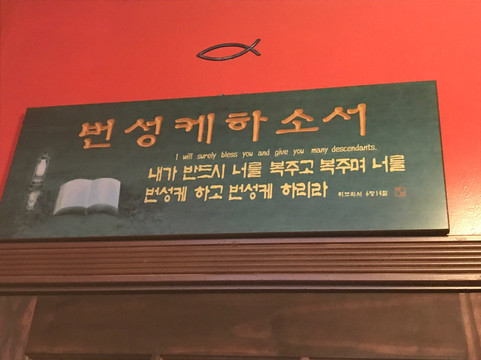 번성케하소서
I will surely bless you and give you many descendants.
내가 반드시 너를 복주고 복주며 너를
번성케 하고 번성케 하리라 히브리서 6장14절